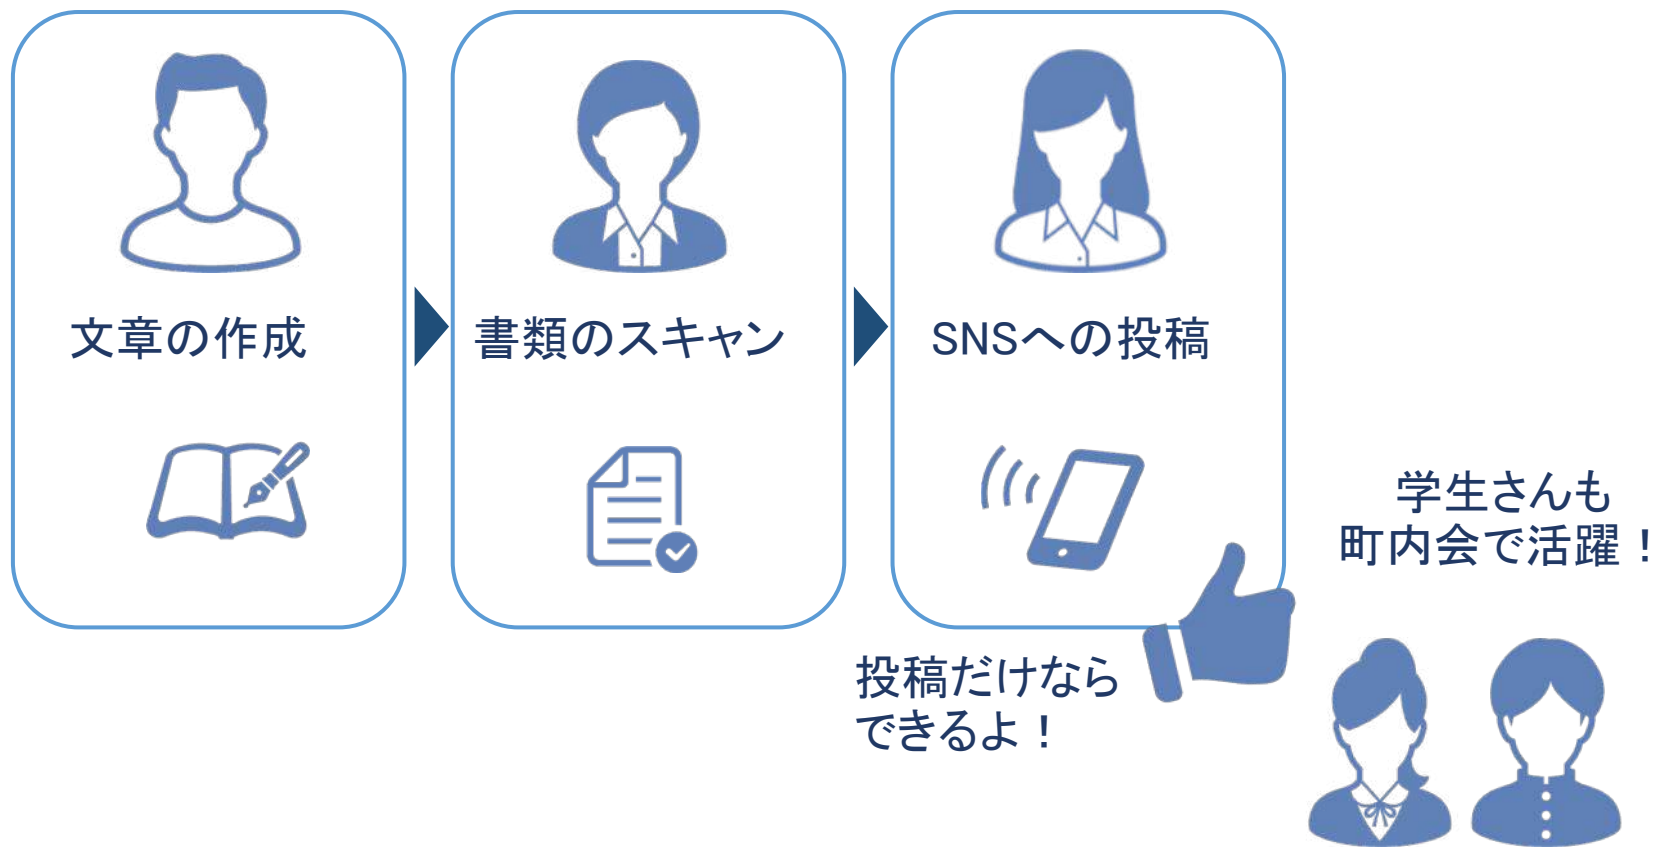 文章の作成
書類のスキャン
SNSへの投稿
学生さんも
町内会で活躍！
投稿だけなら
できるよ！